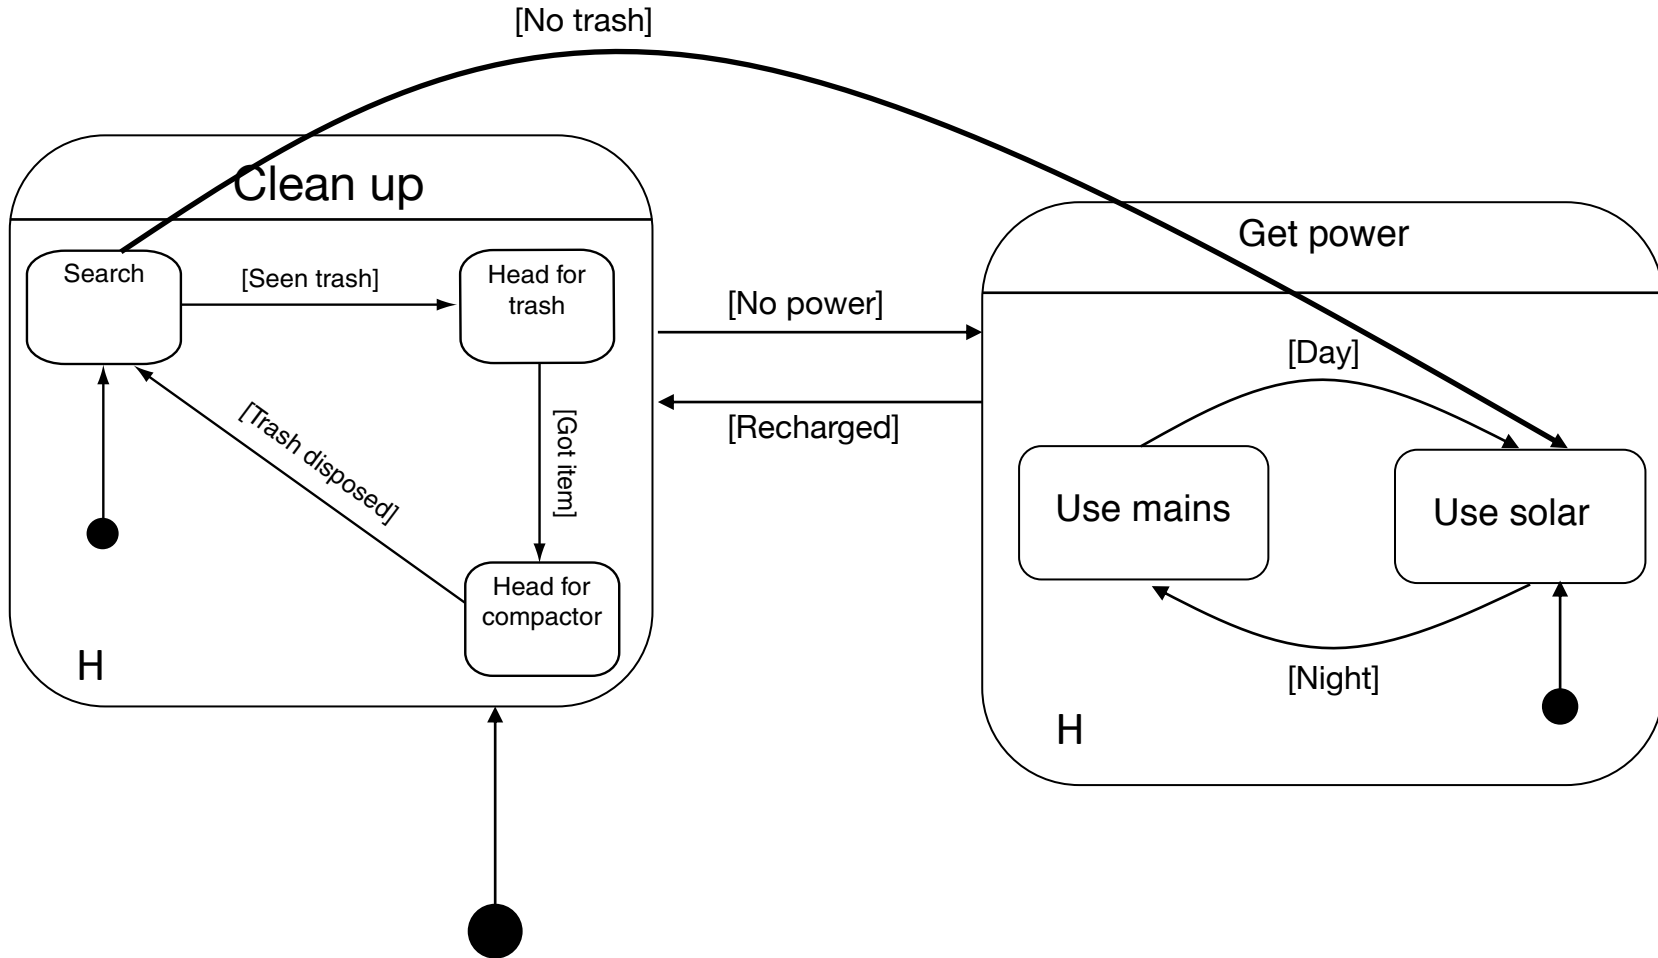 [No trash]
Clean up
Get power
Search
[Seen trash]
Head for
trash
[No power]
[Day]
[Recharged]
[Trash disposed]
[Got item]
Use mains
Use solar
Head for
compactor
H
[Night]
H